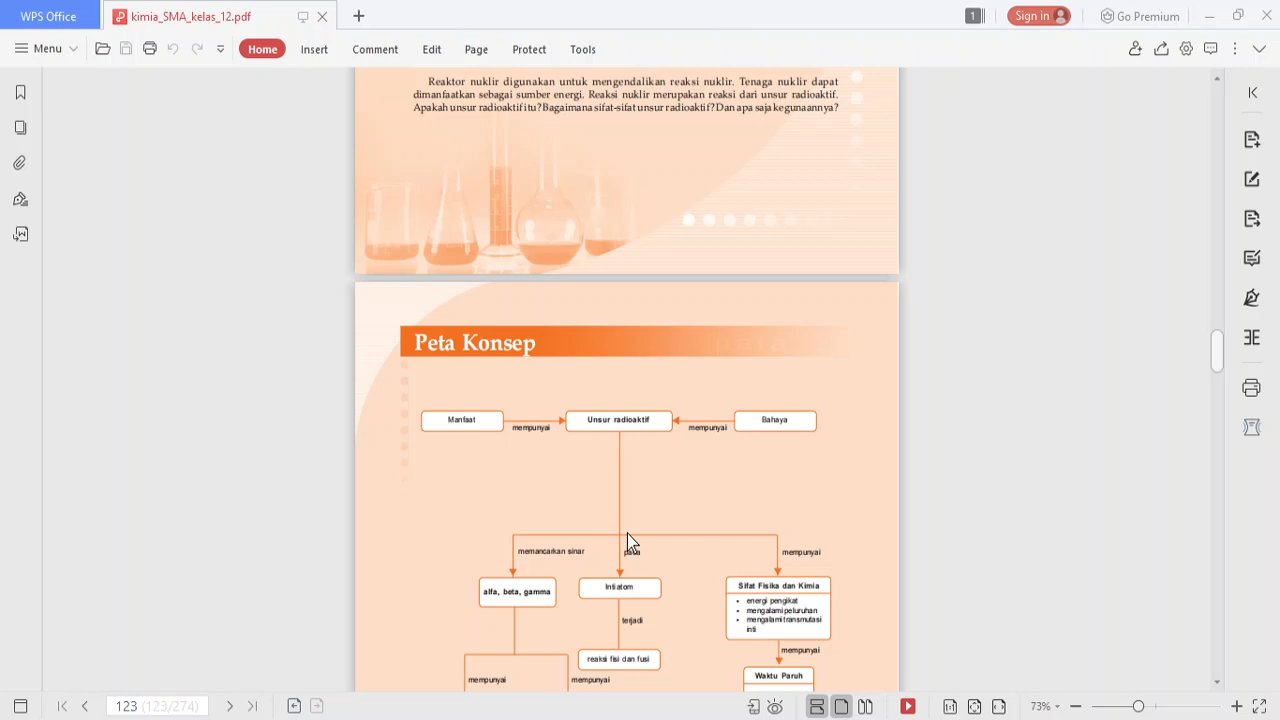 WPS Office
kimia_SMA_kelas_12.pdf
1
Sign in
Go Premium
Menu
Home
Insert
Comment
Edit
Page
Protect
Tools
Reaktor nuklir digunakan untuk mengendalikan reaksi nuklir. Tenaga nuklir dapat
dimanfaatkan sebagai sumber energi. Reaksi nuklir merupakan reaksi dari unsur radioaktif.
Apakah unsur radioaktif itu? Bagaimana sifat-sifat unsur radioaktif? Dan apa saja kegunaannya?
Peta Konsep
Manfaat
mempunyai
Unsur radioaktif
mempunyai
Bahaya
memancarkan sinar
mempunyai
alfa, beta, gamma
Inti atom
Sifat Fisika dan Kimia
• energi pengikat
• mengalami peluruhan
• mengalami transmutasi
inti
terjadi
mempunyai
reaksi fisi dan fusi
Waktu Paruh
mempunyai
mempunyai
123 (123/274)
73%